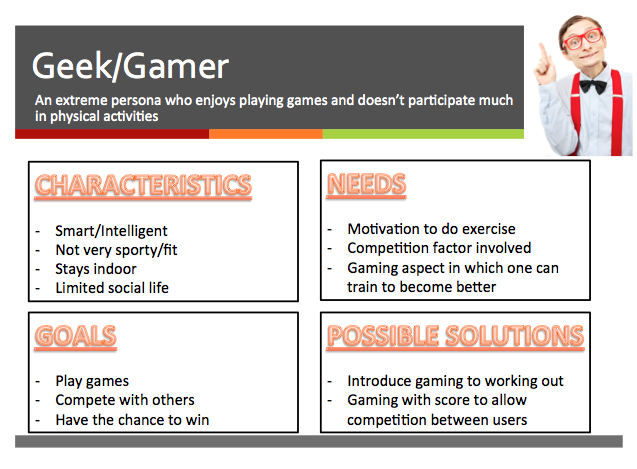 Geek/Gamer
An extreme persona who enjoys playing games and doesn't participate much
in physical activities
CHARACTERISTICS
- Smart/Intelligent
- Not very sporty/fit
- Stays indoor
- Limited social life
NEEDS
- Motivation to do exercise
- Competition factor involved
- Gaming aspect in which one can
train to become better
GOALS
- Play games
- Compete with others
- Have the chance to win
POSSIBLE SOLUTIONS
- Introduce gaming to working out
- Gaming with score to allow
competition between users